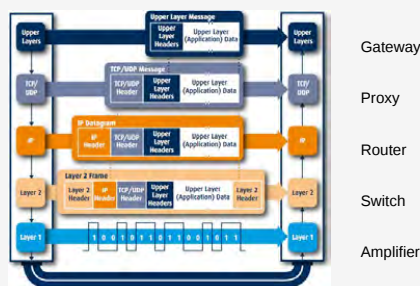 Upper Layer Message
Upper Layers
Upper Layer Headers
Upper Layer (Application) Data
Upper Layers
Gateway
TCP/UDP Message
TCP/UDP
TCP/UDP Header
Upper Layer Headers
Upper Layer (Application) Data
TCP/UDP
Proxy
IP Datagram
IP
IP Header
TCP/UDP Header
Upper Layer Headers
Upper Layer (Application) Data
IP
Router
Layer 2 Frame
Layer 2
Layer 2 Header
IP Header
TCP/UDP Header
Upper Layer Headers
Upper Layer (Application) Data
Layer 2 Footer
Layer 2
Switch
Layer 1
1 0 0 1 0 1 1 0 1 1 0 0 1 0 1 1
Layer 1
Amplifier